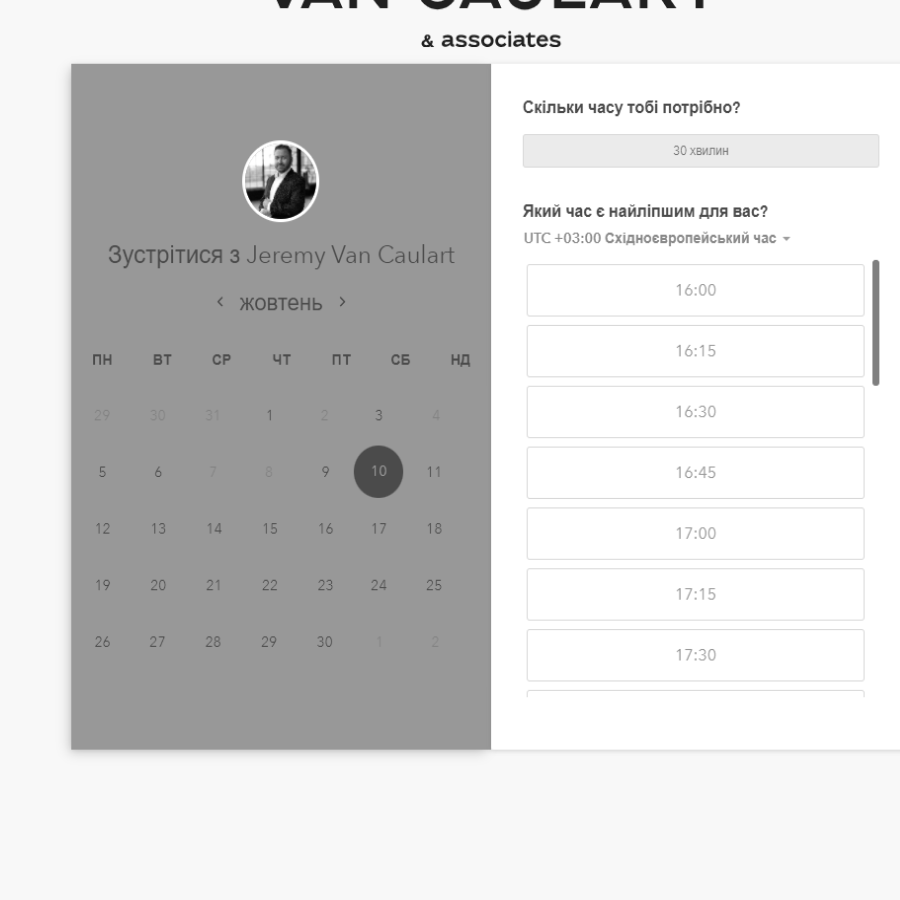 VAN CAULART
& associates
Зустрітися з Jeremy Van Caulart
жовтень
ПН ВТ СР ЧТ ПТ СБ НД
29 30 31 1 2 3 4
5 6 7 8 9 10 11
12 13 14 15 16 17 18
19 20 21 22 23 24 25
26 27 28 29 30 1 2
Скільки часу тобі потрібно?
30 хвилин
Який час є найліпшим для вас?
UTC +03:00 Східноєвропейський час
16:00
16:15
16:30
16:45
17:00
17:15
17:30